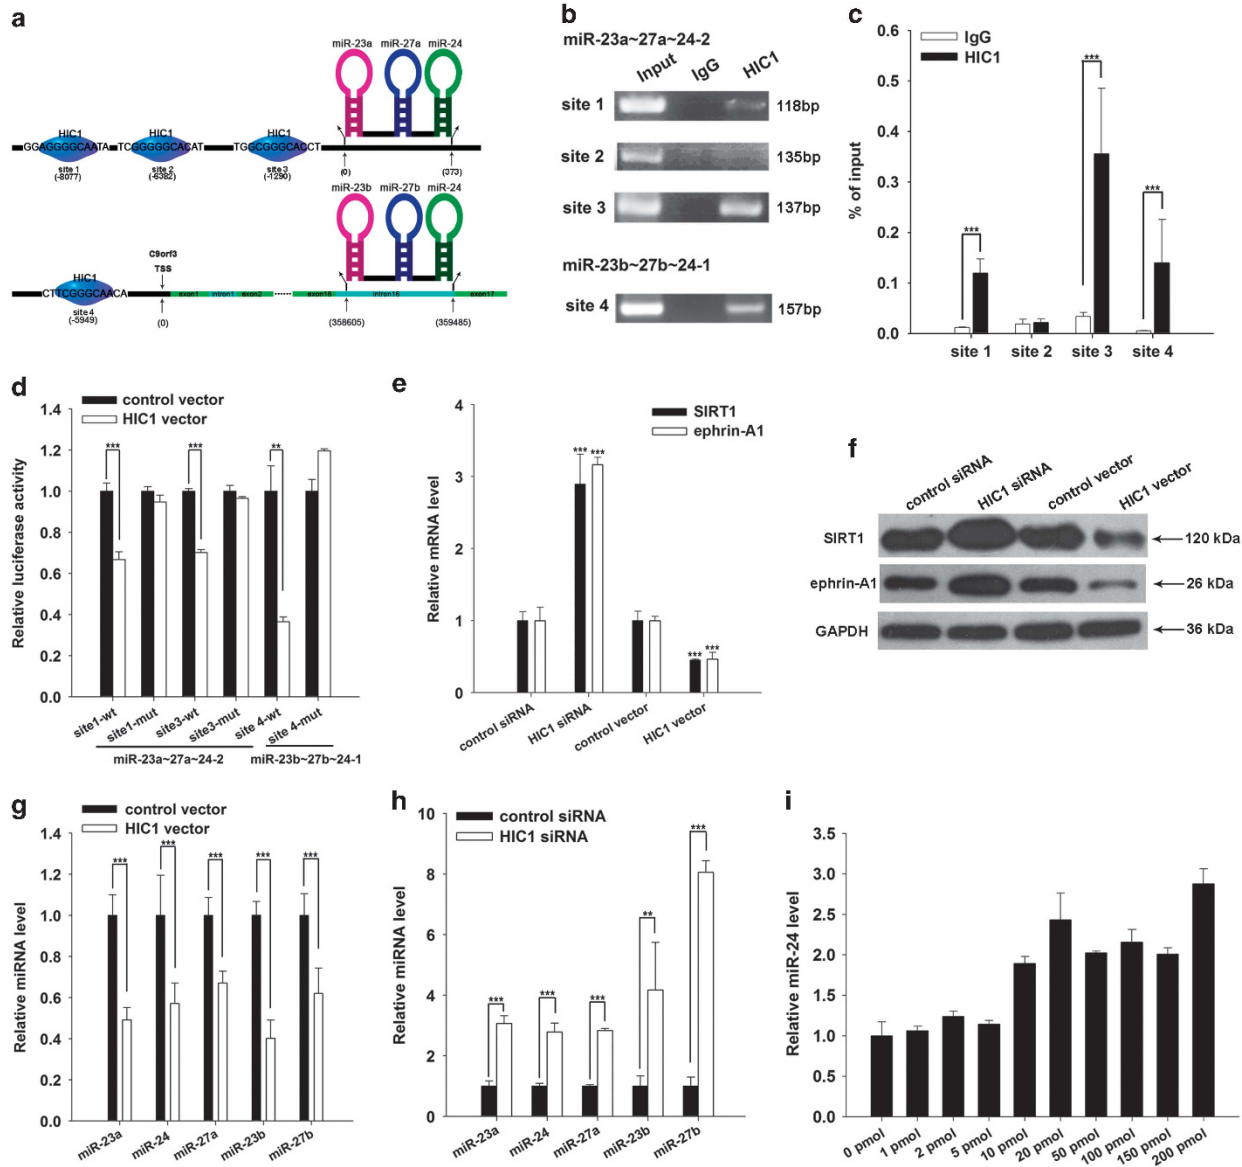 a
miR-23a miR-27a miR-24
HIC1 HIC1 HIC1
GGAGGGGCAATA TCGGGGGCACAT TGGCGGGCACCT
site 1 site 2 site 3
(-8077) (-6382) (-1290) (0) (373)
miR-23b miR-27b miR-24
C9orf3
TSS
HIC1
CTTCGGGCAACA exon1 intron1 exon2 exon16 intron16 exon17
site 4
(-5949) (0) (358605) (359485)
b
miR-23a~27a~24-2
Input IgG HIC1
site 1 118bp
site 2 135bp
site 3 137bp
miR-23b~27b~24-1
site 4 157bp
c
IgG
HIC1
% of input
0.6
0.5
0.4
0.3
0.2
0.1
0.0
*** *** ***
site 1 site 2 site 3 site 4
d
control vector
HIC1 vector
Relative luciferase activity
1.4
1.2
1.0
0.8
0.6
0.4
0.2
0.0
*** *** **
site1-wt site1-mut site3-wt site3-mut site 4-wt site 4-mut
miR-23a~27a~24-2 miR-23b~27b~24-1
e
SIRT1
ephrin-A1
Relative mRNA level
4
3
2
1
0
*** *** *** ***
control siRNA HIC1 siRNA control vector HIC1 vector
f
control siRNA HIC1 siRNA control vector HIC1 vector
SIRT1 120 kDa
ephrin-A1 26 kDa
GAPDH 36 kDa
g
control vector
HIC1 vector
Relative miRNA level
1.4
1.2
1.0
0.8
0.6
0.4
0.2
0.0
*** *** *** *** ***
miR-23a miR-24 miR-27a miR-23b miR-27b
h
control siRNA
HIC1 siRNA
Relative miRNA level
10
8
6
4
2
0
*** *** *** ** ***
miR-23a miR-24 miR-27a miR-23b miR-27b
i
Relative miR-24 level
3.5
3.0
2.5
2.0
1.5
1.0
0.5
0.0
0 pmol 1 pmol 2 pmol 5 pmol 10 pmol 20 pmol 50 pmol 100 pmol 150 pmol 200 pmol